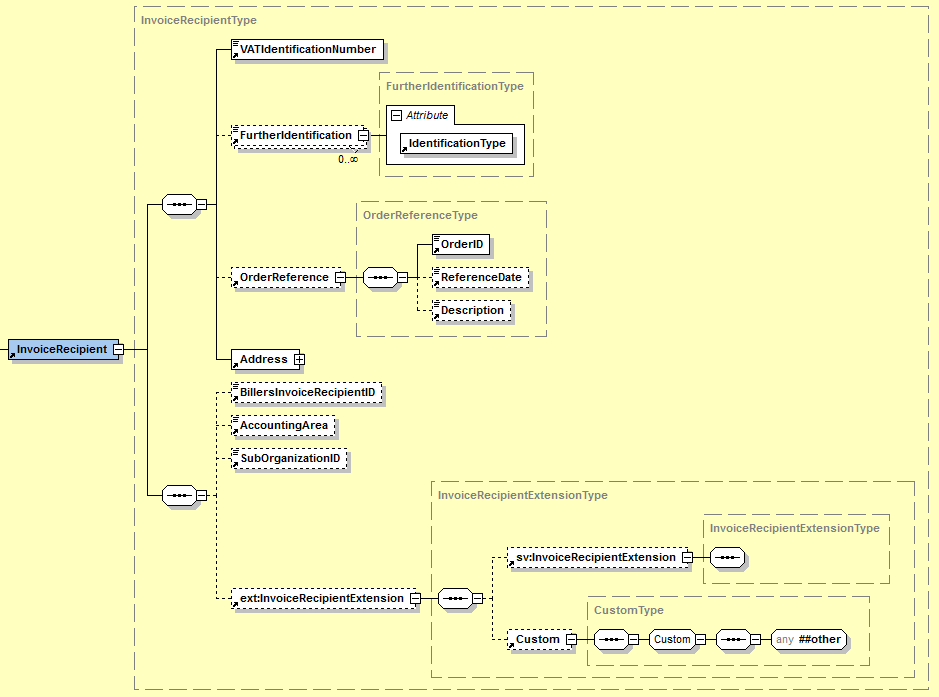 InvoiceRecipientType
VATIdentificationNumber
FurtherIdentificationType
Attribute
FurtherIdentification
IdentificationType
0..∞
OrderReferenceType
OrderID
OrderReference
ReferenceDate
Description
InvoiceRecipient
Address
BillersInvoiceRecipientID
AccountingArea
SubOrganizationID
InvoiceRecipientExtensionType
InvoiceRecipientExtensionType
sv:InvoiceRecipientExtension
ext:InvoiceRecipientExtension
CustomType
Custom
Custom
any ##other